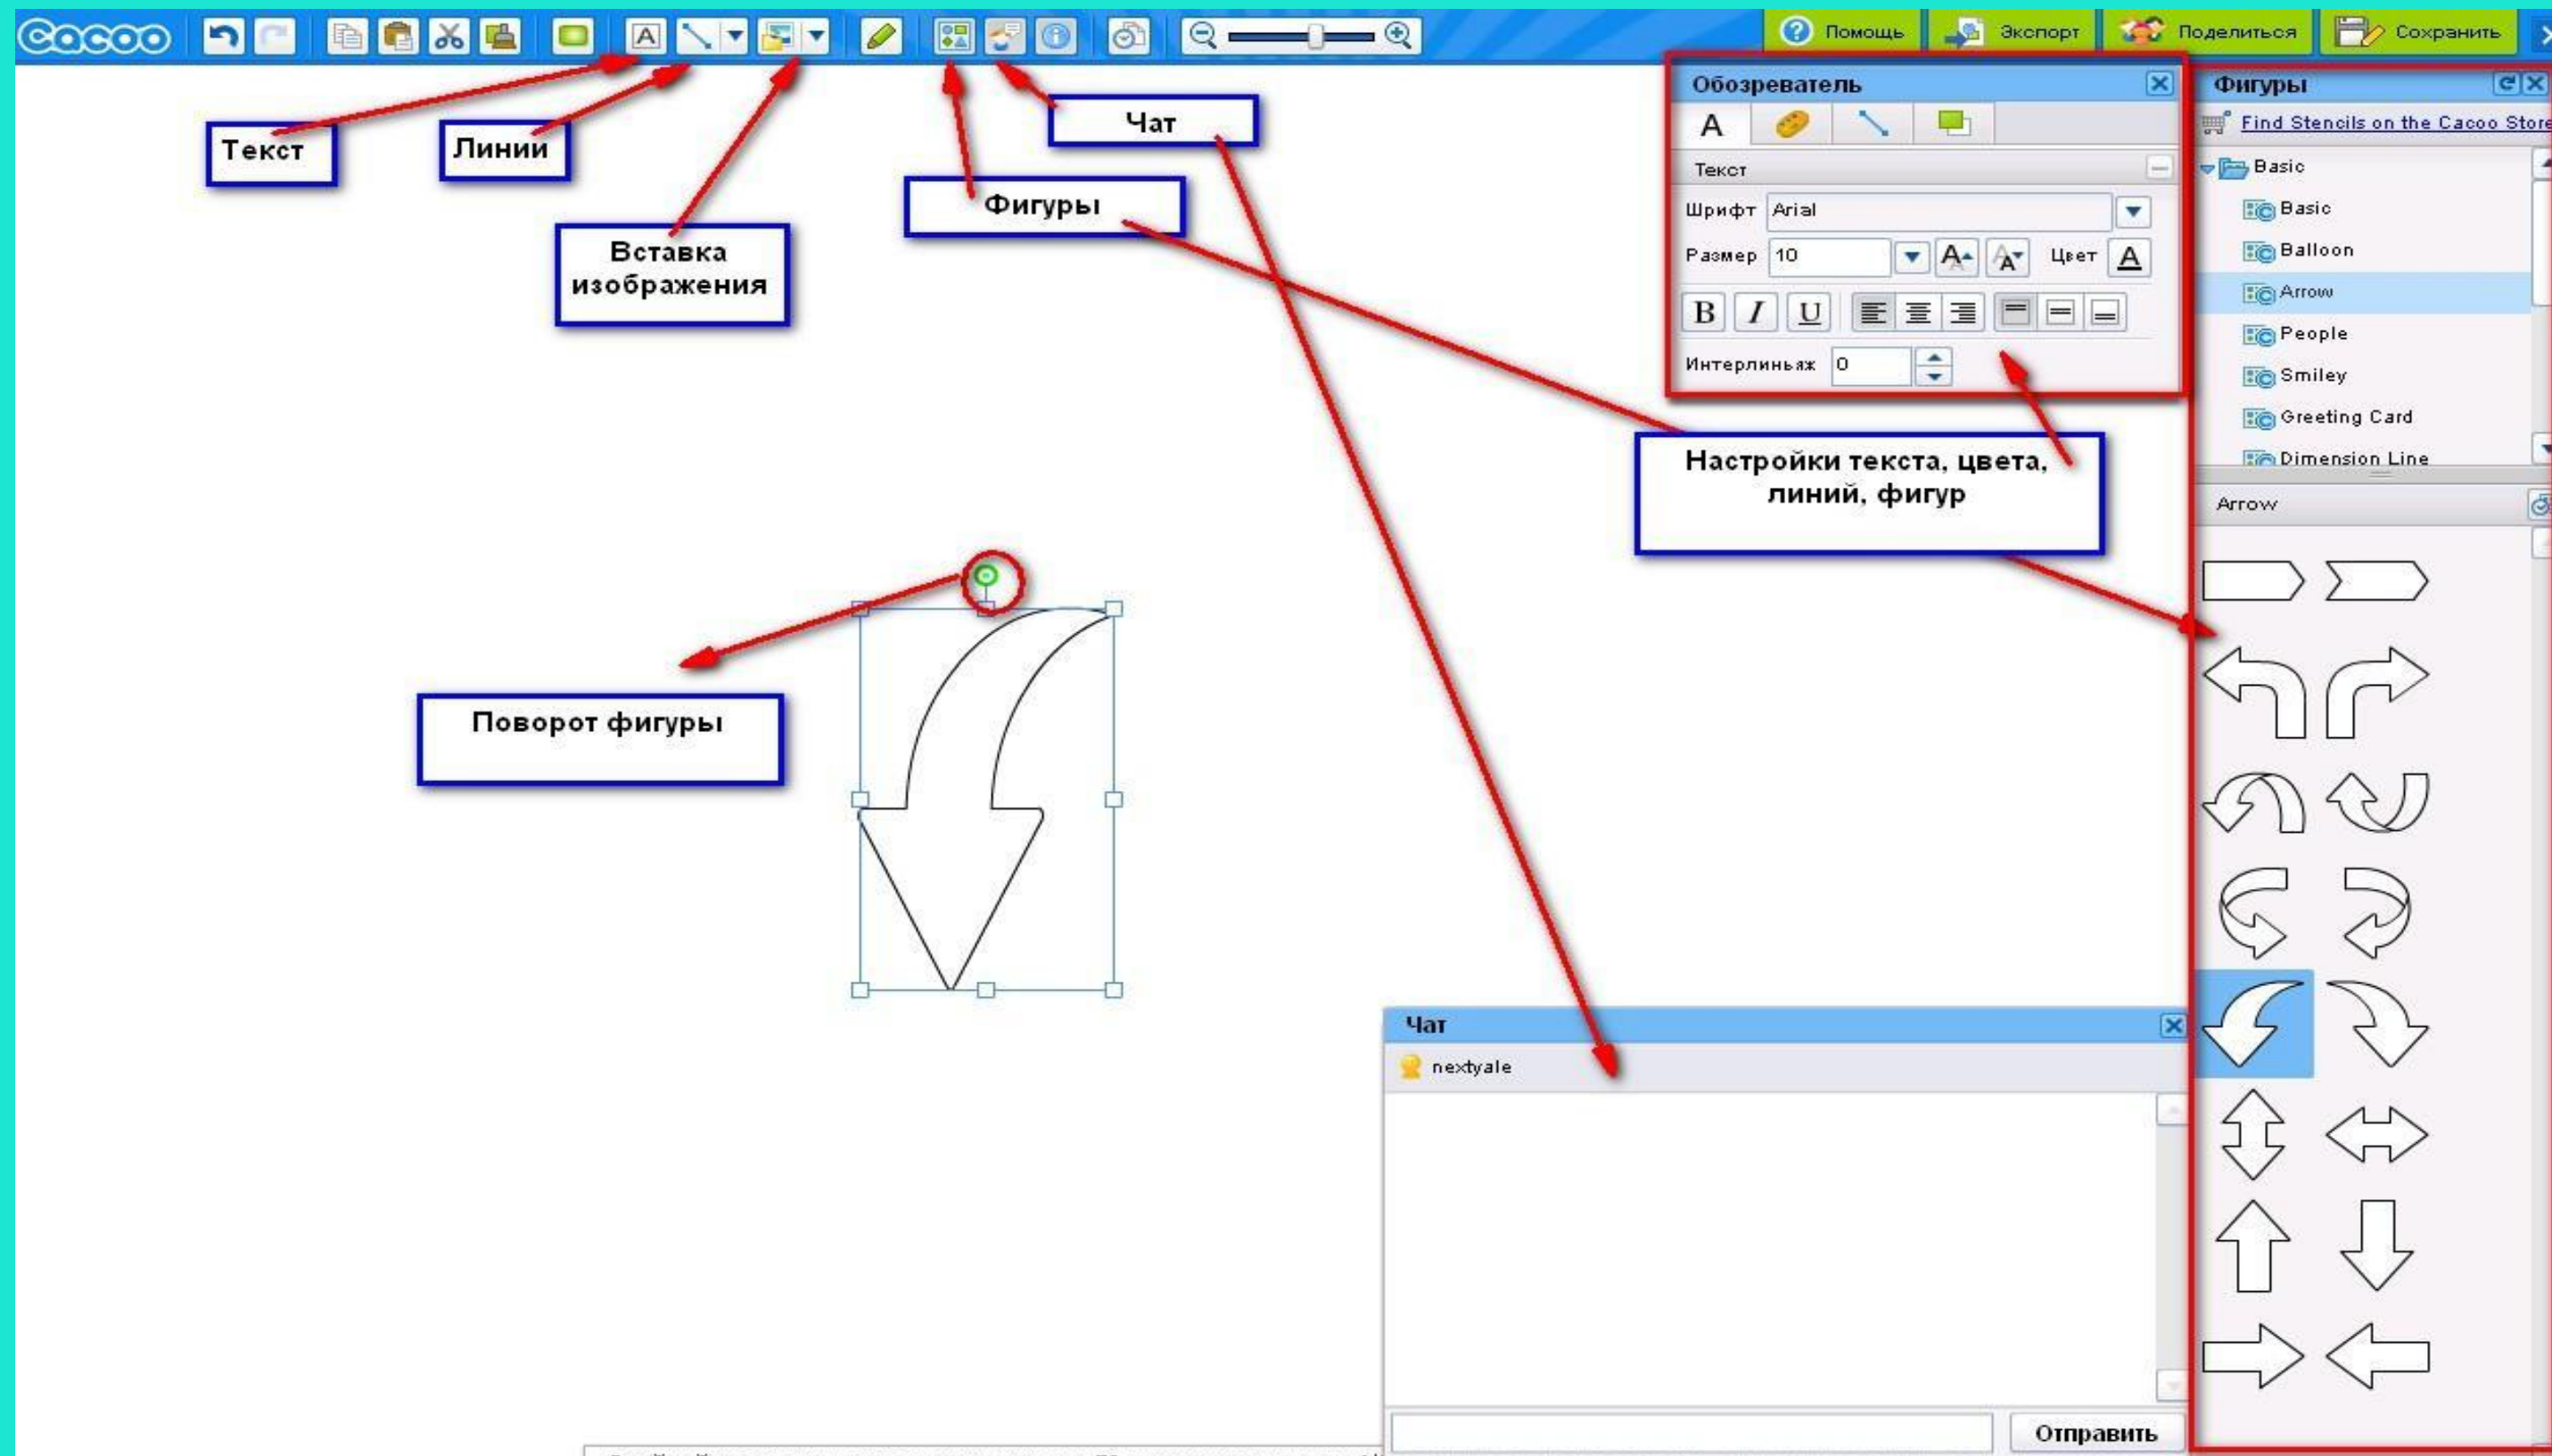 Cacoo
Помощь
Экспорт
Поделиться
Сохранить
Текст
Линии
Вставка
изображения
Фигуры
Чат
Обозреватель
A
Текст
Шрифт Arial
Размер 10 Цвет A
B I U
Интерлиньяж 0
Настройки текста, цвета,
линий, фигур
Фигуры
Find Stencils on the Cacoo Store
Basic
Basic
Balloon
Arrow
People
Smiley
Greeting Card
Dimension Line
Arrow
Поворот фигуры
Чат
nextyale
Отправить